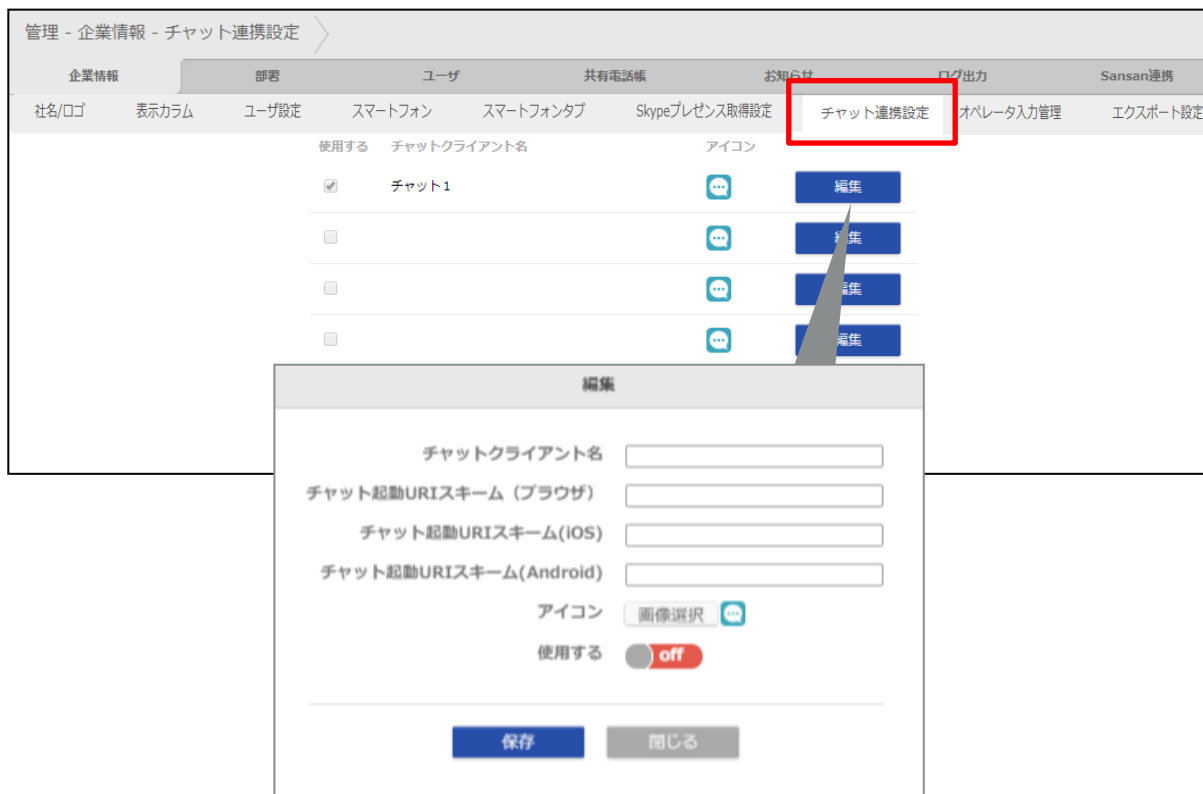 管理 - 企業情報 - チャット連携設定
企業情報 部署 ユーザ 共有電話帳 お知らせ ログ出力 Sansan連携
社名/ロゴ 表示カラム ユーザ設定 スマートフォン スマートフォンタブ Skypeプレゼンス取得設定 チャット連携設定 オペレータ入力管理 エクスポート設定
使用する チャットクライアント名 アイコン
チャット1 編集
編集
編集
編集
編集
チャットクライアント名
チャット起動URIスキーム（ブラウザ）
チャット起動URIスキーム(iOS)
チャット起動URIスキーム(Android)
アイコン 画像選択
使用する off
保存 閉じる